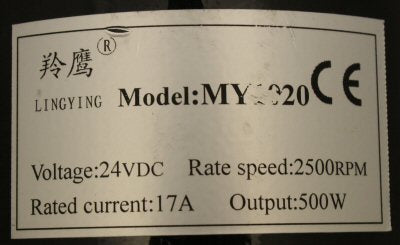 羚鹰®
LINGYING Model: CE
Voltage:24VDC Rate speed:2500RPM
Rated current:17A Output:500W